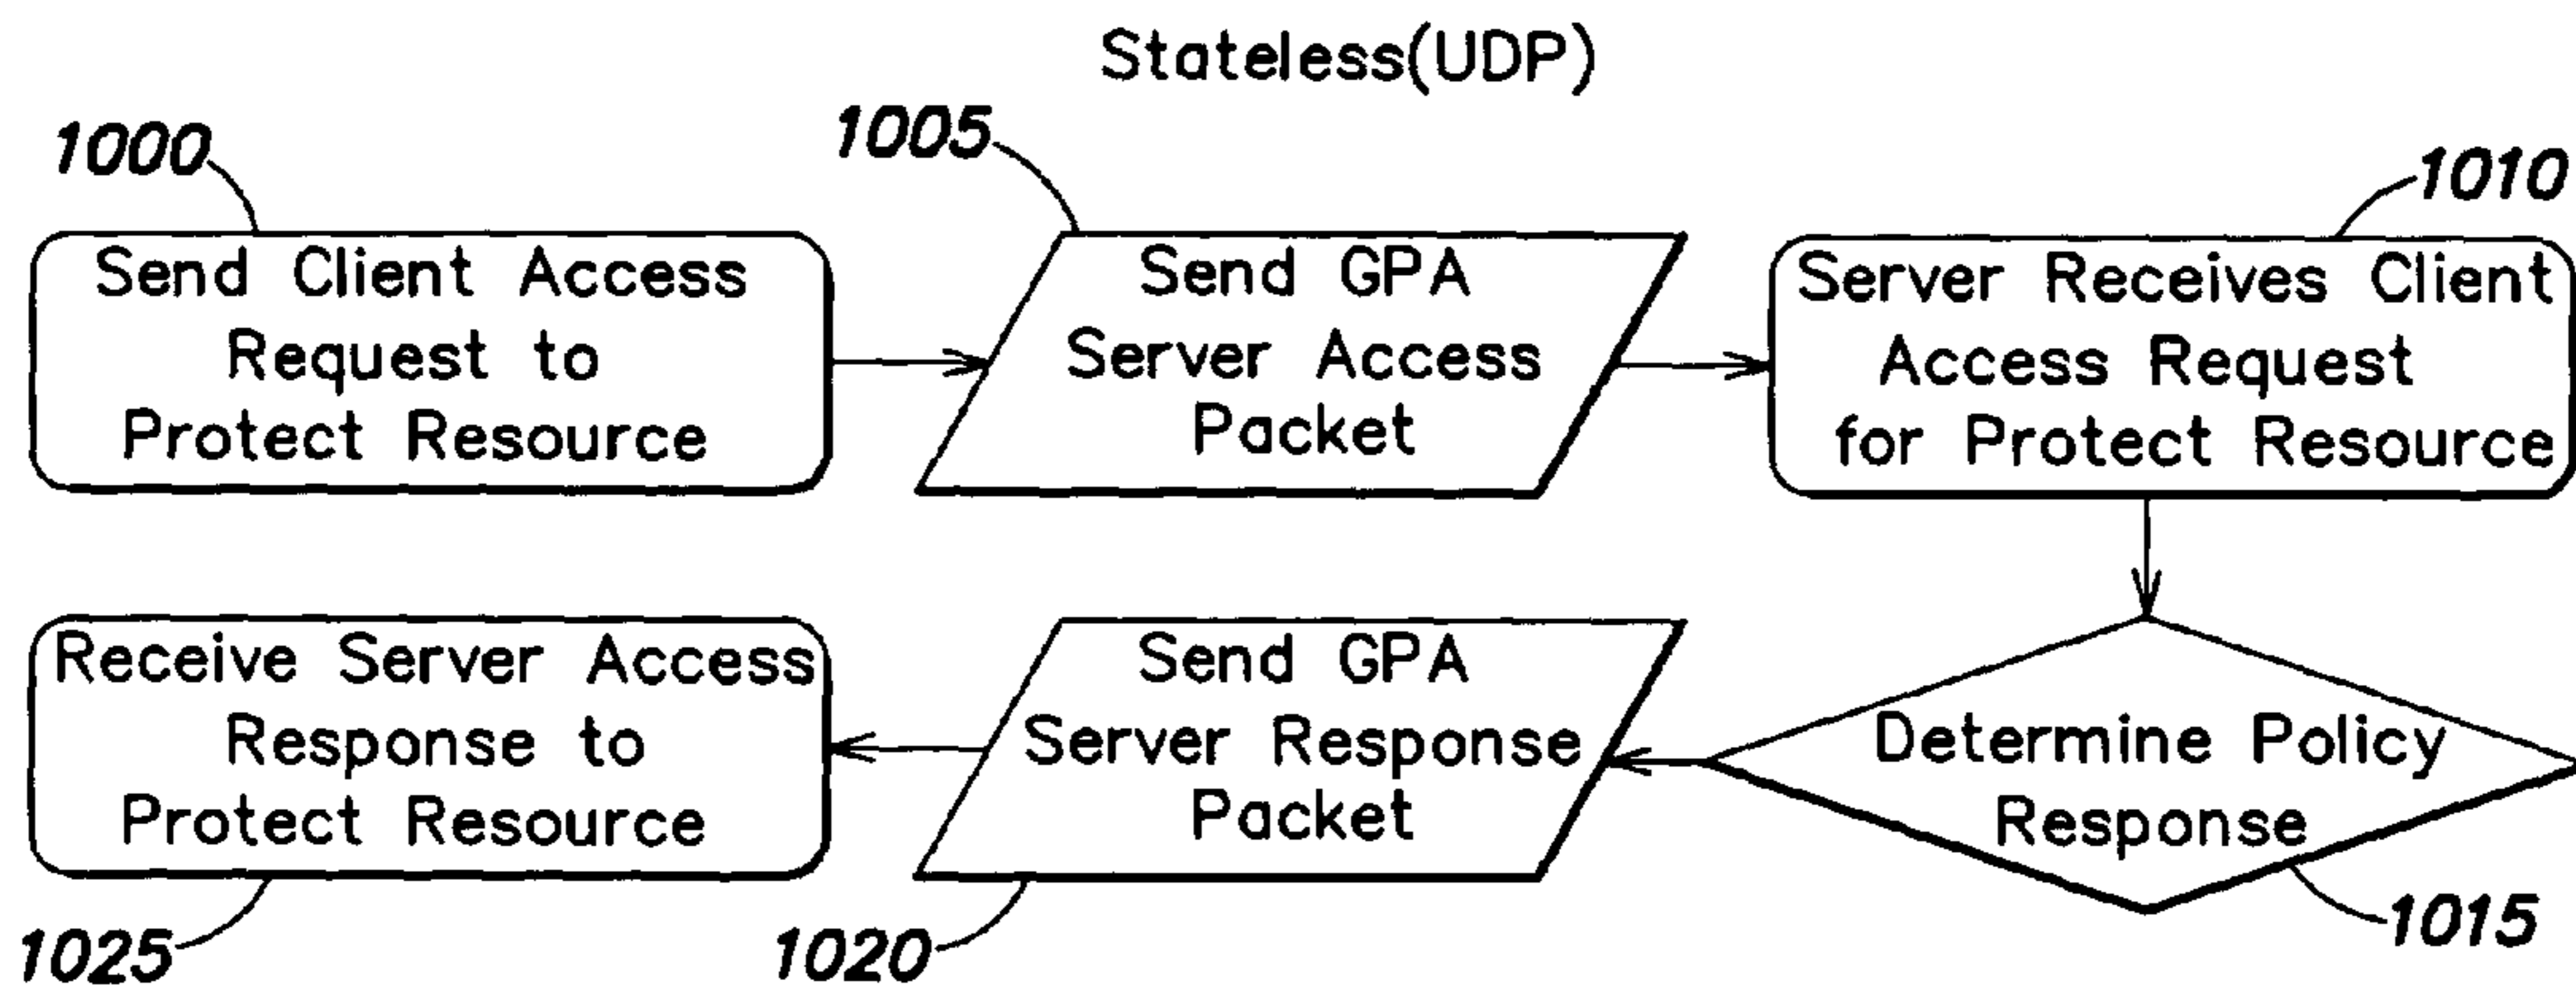 Stateless(UDP)
1000
1005
1010
Send Client Access
Request to
Protect Resource
Send GPA
Server Access
Packet
Server Receives Client
Access Request
for Protect Resource
Receive Server Access
Response to
Protect Resource
Send GPA
Server Response
Packet
Determine Policy
Response
1025
1020
1015